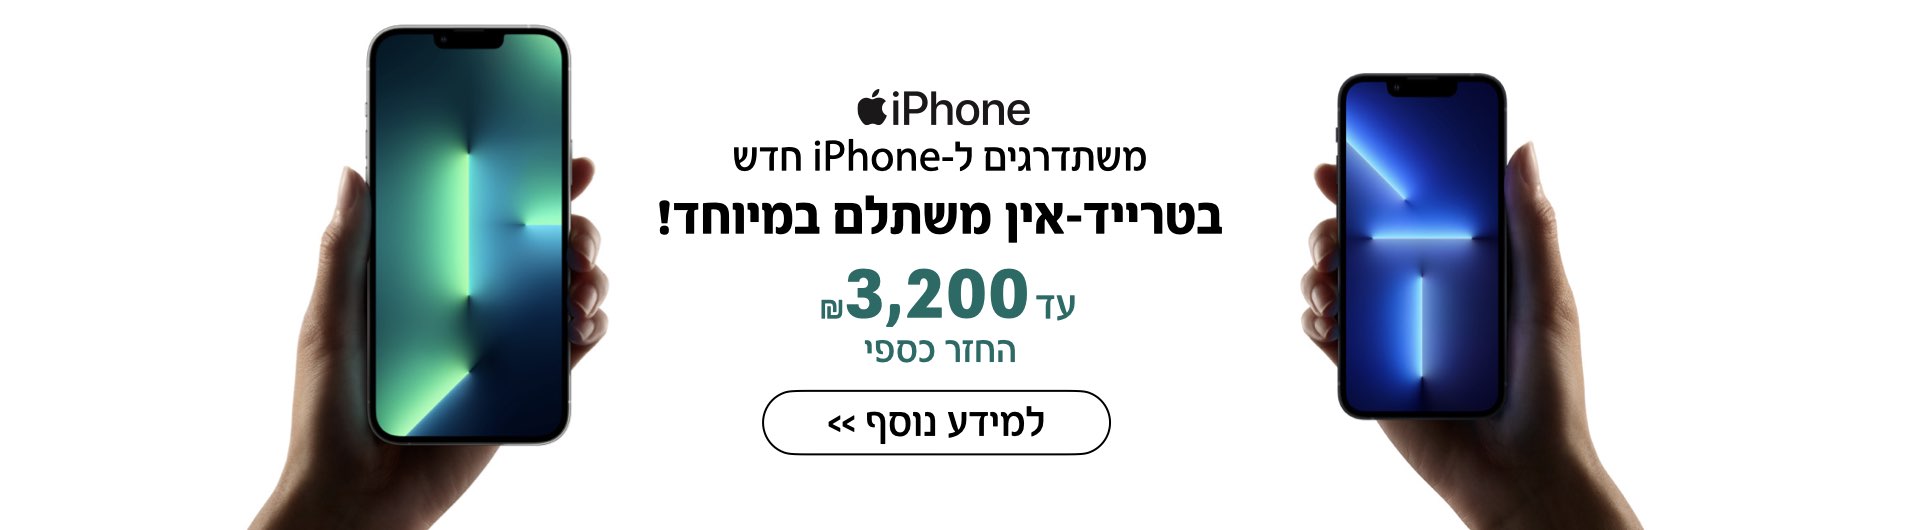 iPhone
משתדרגים ל-iPhone חדש
בטרייד-אין משתלם במיוחד!
עד 3,200₪
החזר כספי
למידע נוסף >>